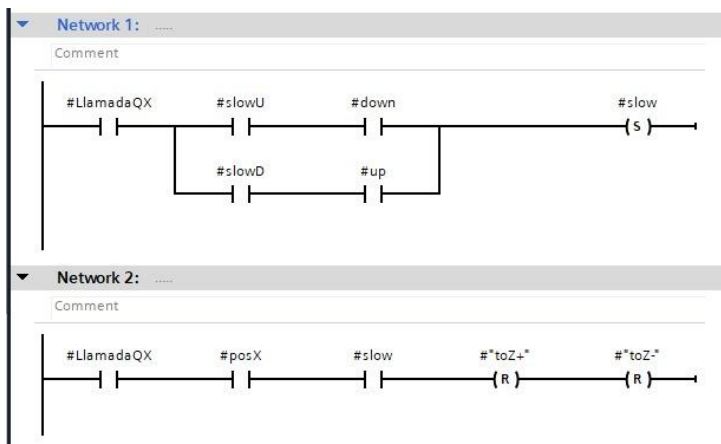 Network 1: .....
Comment
#LlamadaQX #slowU #down #slow
( S )
#slowD #up
Network 2: .....
Comment
#LlamadaQX #posX #slow #"toZ+" #"toZ-"
( R ) ( R )